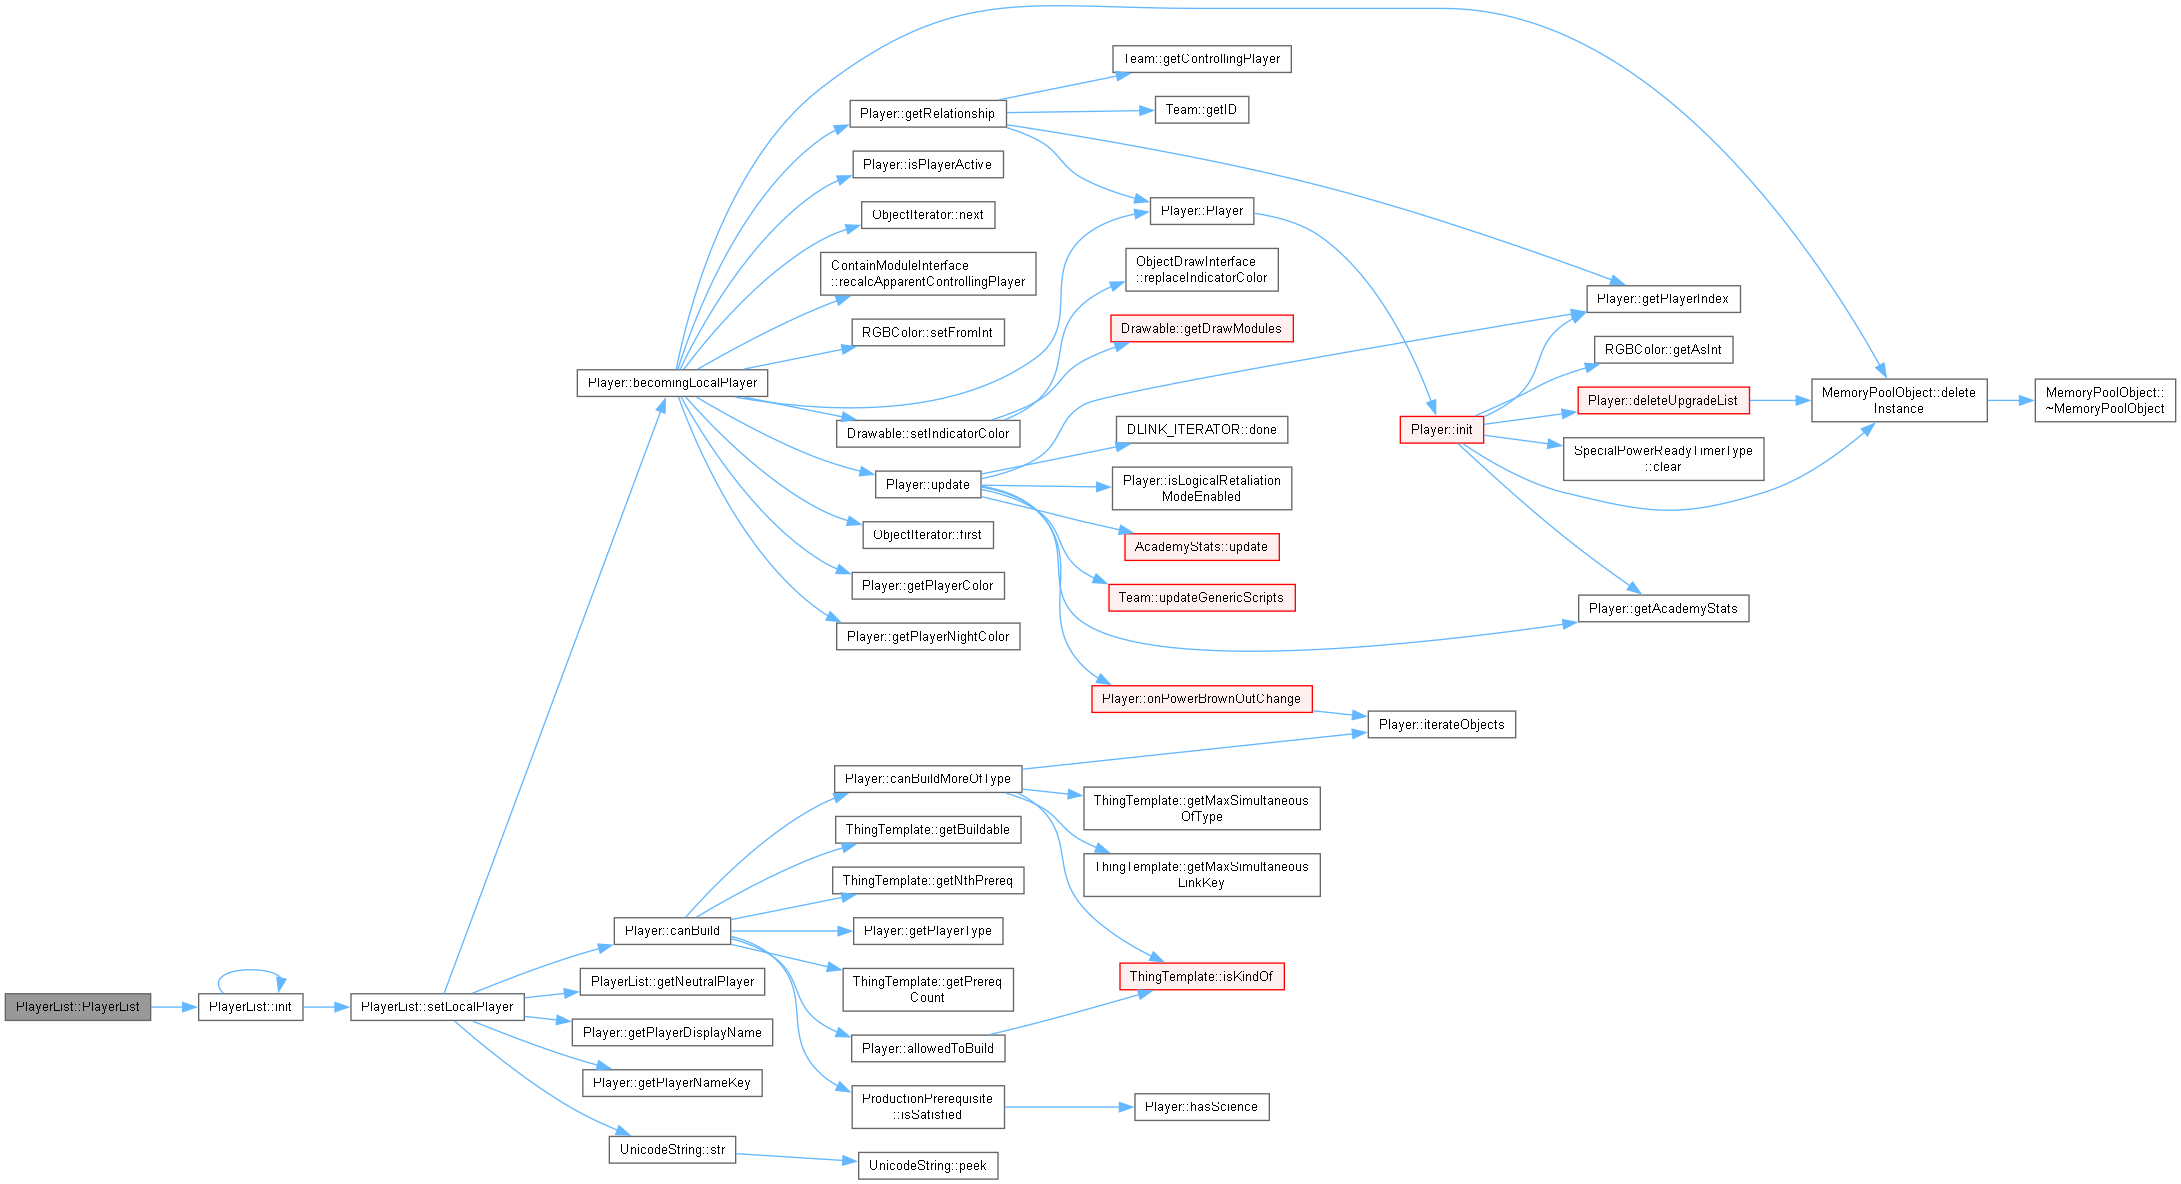 Team::getControllingPlayer
Player::getRelationship
Team::getID
Player::isPlayerActive
Player::Player
ObjectIterator::next
ContainModuleInterface
::recalcApparentControllingPlayer
ObjectDrawInterface
::replaceIndicatorColor
Player::getPlayerIndex
RGBColor::setFromInt
Drawable::getDrawModules
RGBColor::getAsInt
Player::becomingLocalPlayer
Player::deleteUpgradeList
MemoryPoolObject::delete
Instance
MemoryPoolObject::
~MemoryPoolObject
Drawable::setIndicatorColor
DLINK_ITERATOR::done
Player::init
SpecialPowerReadyTimerType
::clear
Player::update
Player::isLogicalRetaliation
ModeEnabled
ObjectIterator::first
AcademyStats::update
Player::getPlayerColor
Team::updateGenericScripts
Player::getAcademyStats
Player::getPlayerNightColor
Player::onPowerBrownOutChange
Player::iterateObjects
Player::canBuildMoreOfType
ThingTemplate::getMaxSimultaneous
OfType
ThingTemplate::getBuildable
ThingTemplate::getMaxSimultaneous
LinkKey
ThingTemplate::getNthPrereq
Player::canBuild
Player::getPlayerType
PlayerList::getNeutralPlayer
ThingTemplate::getPrereq
Count
ThingTemplate::isKindOf
PlayerList::PlayerList
PlayerList::init
PlayerList::setLocalPlayer
Player::getPlayerDisplayName
Player::allowedToBuild
Player::getPlayerNameKey
ProductionPrerequisite
::isSatisfied
Player::hasScience
UnicodeString::str
UnicodeString::peek